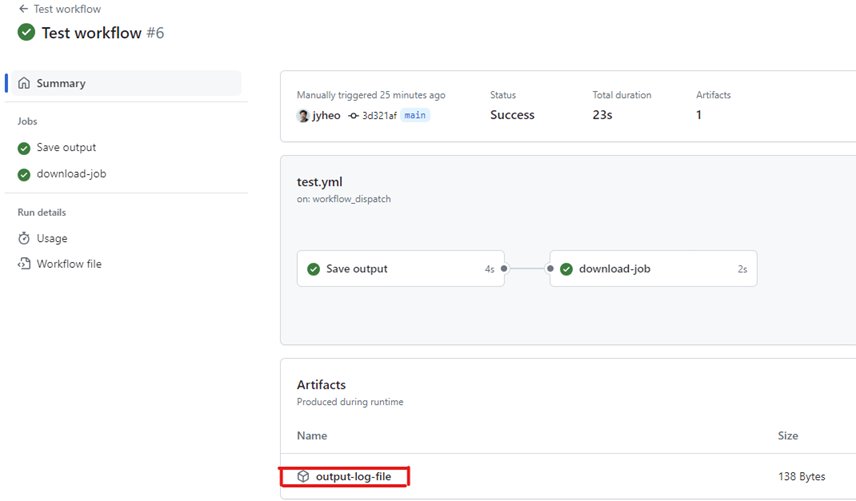 ← Test workflow
Test workflow #6
Summary
Jobs
Save output
download-job
Run details
Usage
Workflow file
Manually triggered 25 minutes ago
jyheo 3d321af main
Status
Success
Total duration
23s
Artifacts
1
test.yml
on: workflow_dispatch
Save output 4s
download-job 2s
Artifacts
Produced during runtime
Name Size
output-log-file 138 Bytes